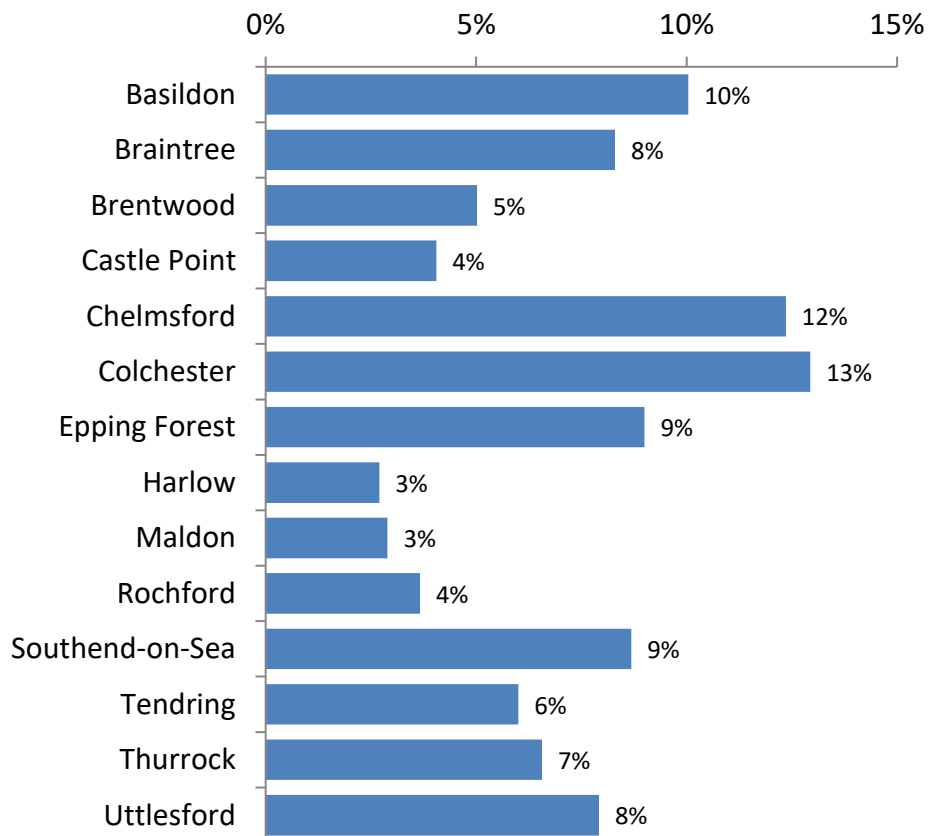 0% 5% 10% 15%
Basildon 10%
Braintree 8%
Brentwood 5%
Castle Point 4%
Chelmsford 12%
Colchester 13%
Epping Forest 9%
Harlow 3%
Maldon 3%
Rochford 4%
Southend-on-Sea 9%
Tendring 6%
Thurrock 7%
Uttlesford 8%